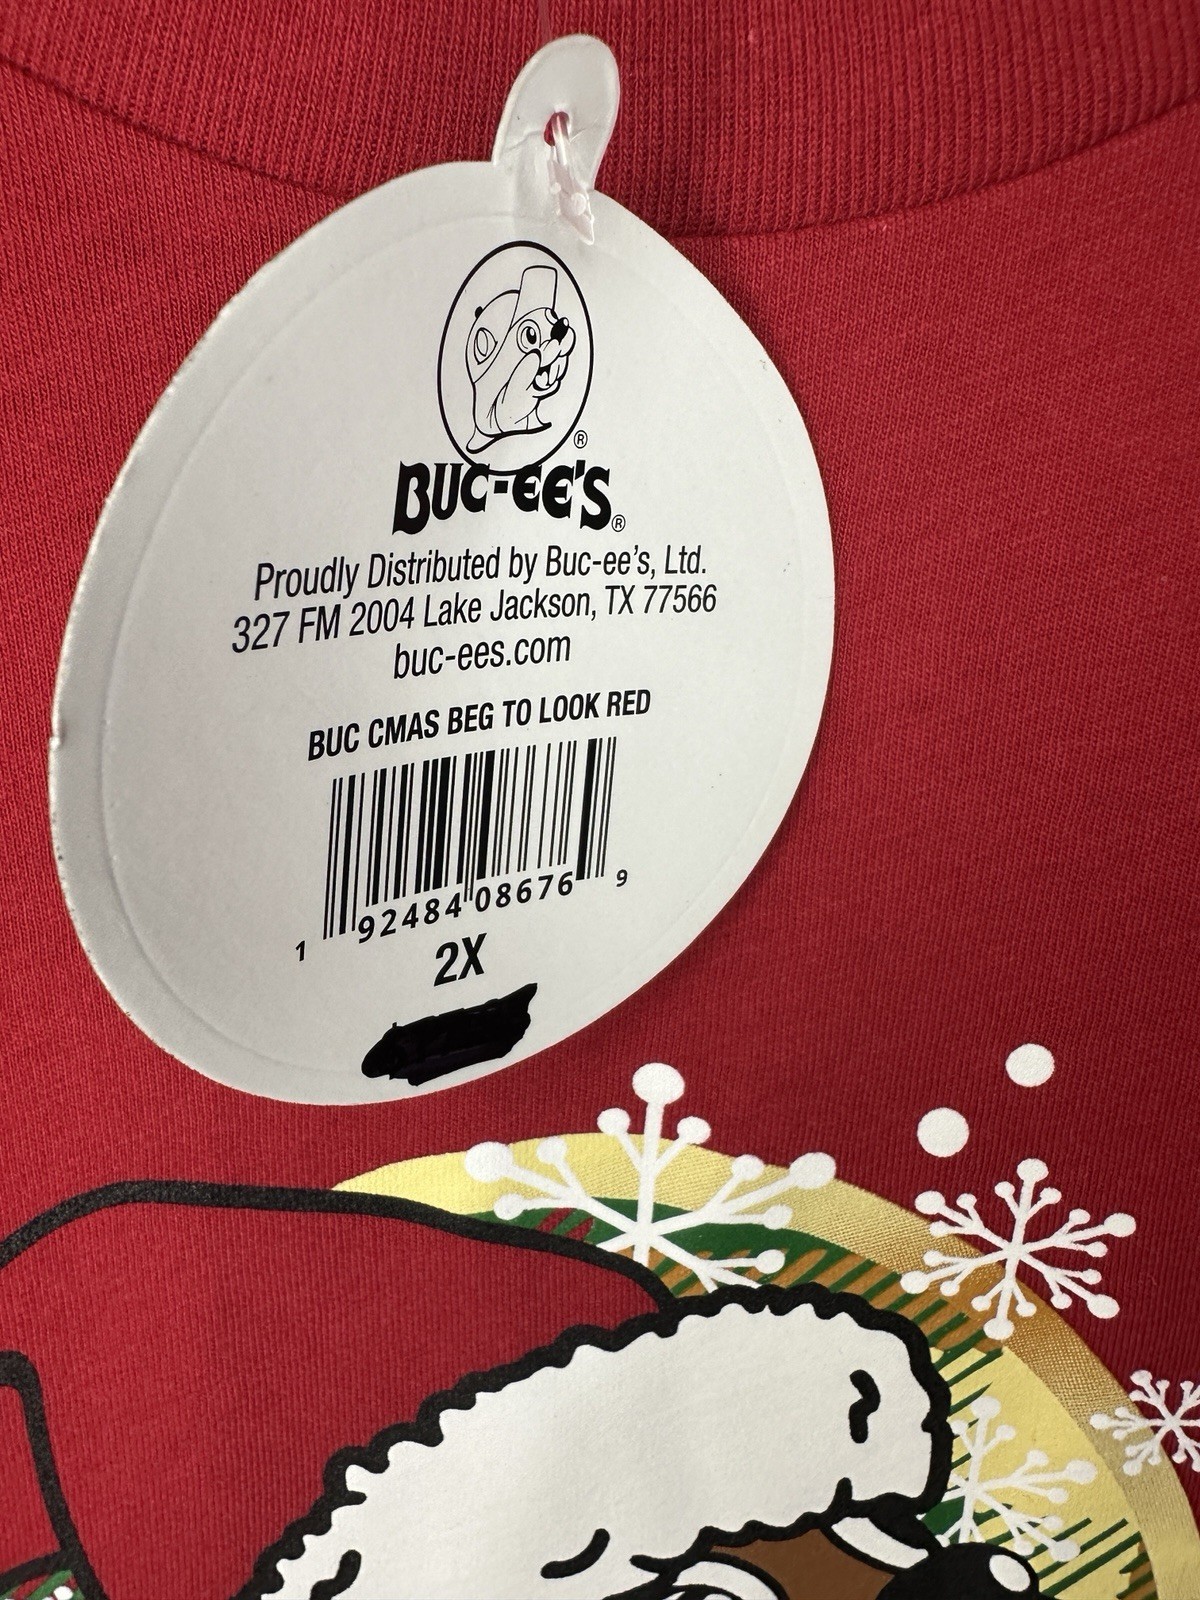 ®
BUC-EE'S®
Proudly Distributed by Buc-ee's, Ltd.
327 FM 2004 Lake Jackson, TX 77566
buc-ees.com
BUC CMAS BEG TO LOOK RED
1 92484 08676 9
2X